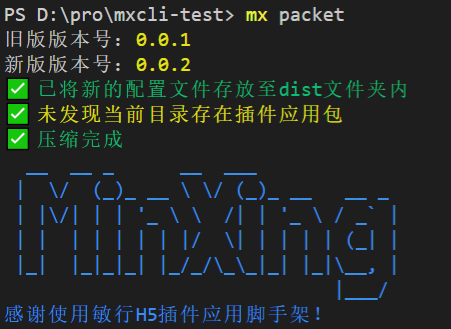 PS D:\pro\mxcli-test> mx packet
旧版版本号: 0.0.1
新版版本号: 0.0.2
✅ 已将新的配置文件存放至dist文件夹内
✅ 未发现当前目录存在插件应用包
✅ 压缩完成
MinXing
感谢使用敏行H5插件应用脚手架!